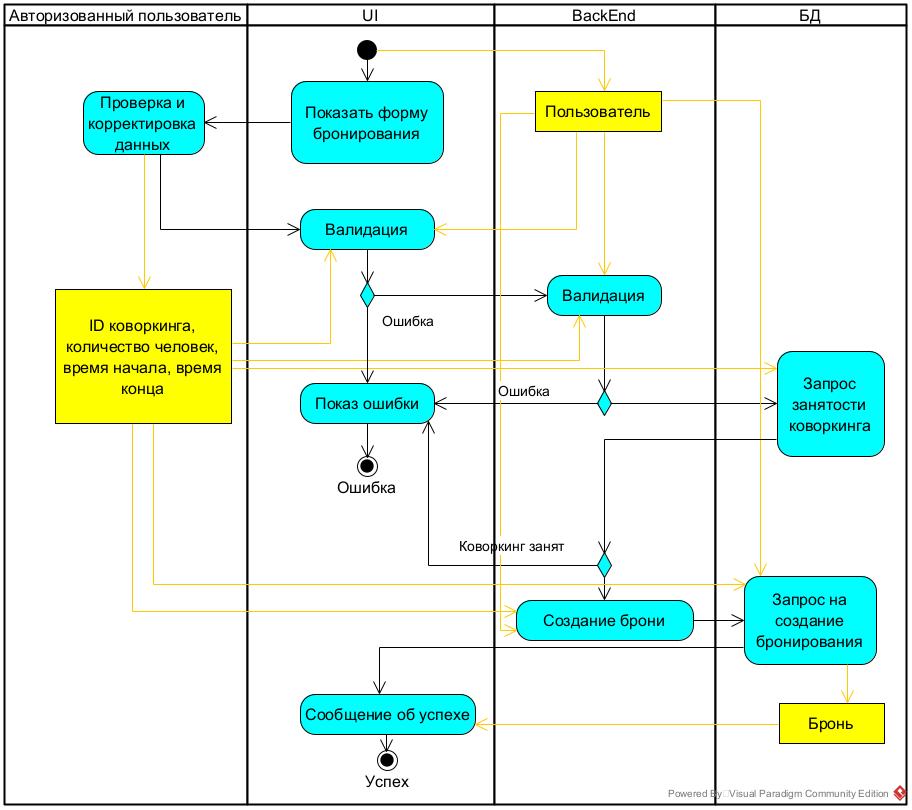 Авторизованный пользователь
UI
BackEnd
БД
Проверка и
корректировка
данных
Показать форму
бронирования
Пользователь
Валидация
Валидация
Ошибка
ID коворкинга,
количество человек,
время начала, время
конца
Показ ошибки
Ошибка
Запрос
занятости
коворкинга
Ошибка
Коворкинг занят
Создание брони
Запрос на
создание
бронирования
Сообщение об успехе
Бронь
Успех
Powered By Visual Paradigm Community Edition